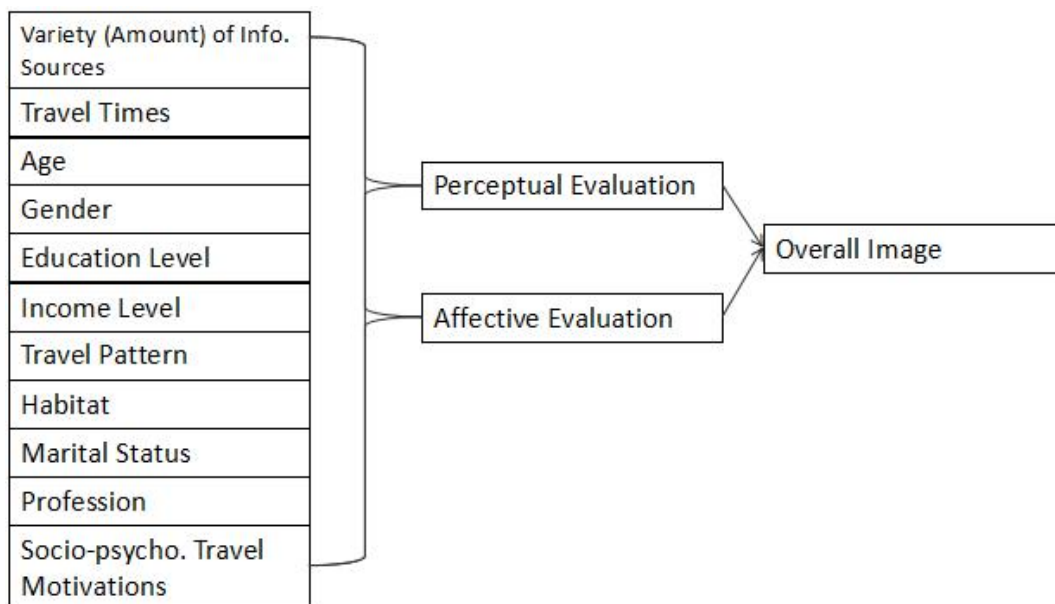 Variety (Amount) of Info.
Sources
Travel Times
Age
Gender
Education Level
Income Level
Travel Pattern
Habitat
Marital Status
Profession
Socio-psycho. Travel
Motivations
Perceptual Evaluation
Affective Evaluation
Overall Image